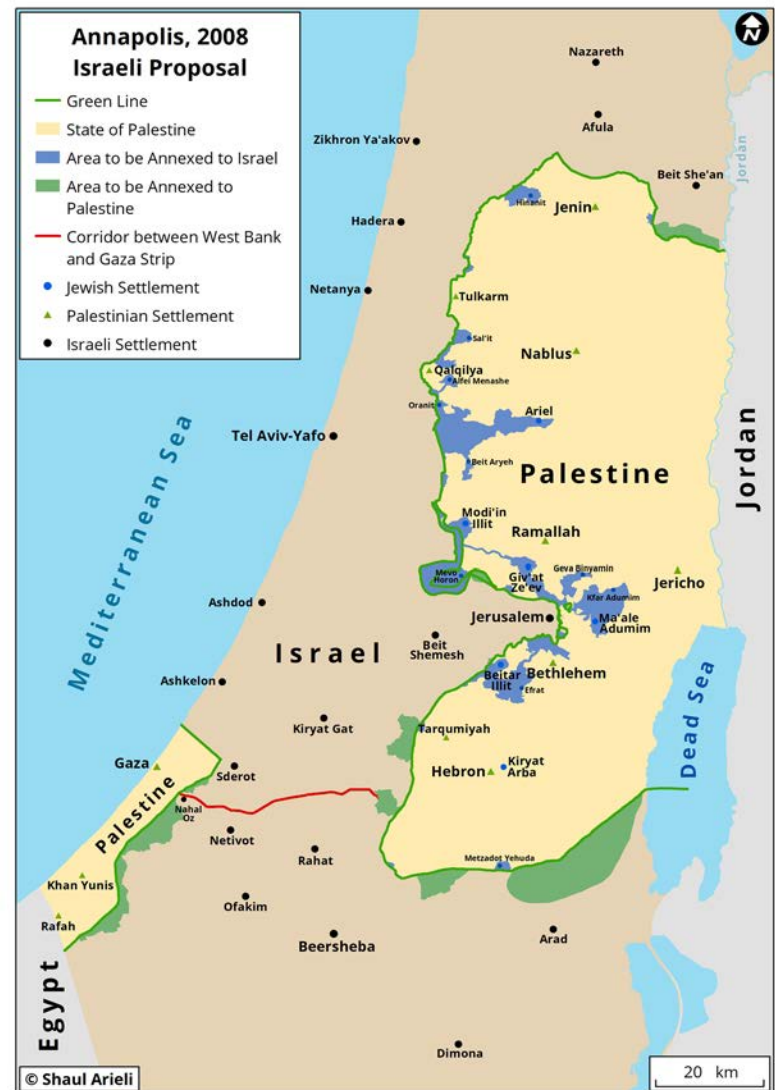 Annapolis, 2008
Israeli Proposal
Green Line
State of Palestine
Area to be Annexed to Israel
Area to be Annexed to
Palestine
Corridor between West Bank
and Gaza Strip
Jewish Settlement
Palestinian Settlement
Israeli Settlement
N
Nazareth
Afula
Zikhron Ya'akov
Jordan
Beit She'an
Hinanit
Jenin
Hadera
Netanya
Tulkarm
Sal'it
Nablus
Qalqilya
Alfei Menashe
Oranit
Ariel
Tel Aviv-Yafo
Beit Aryeh
Palestine
Jordan
Mediterranean Sea
Modi'in
Illit
Ramallah
Mevo
Horon
Giv'at
Ze'ev
Geva Binyamin
Jericho
Kfar Adumim
Ma'ale
Adumim
Ashdod
Jerusalem
Israel
Beit
Shemesh
Beitar
Illit
Bethlehem
Efrat
Ashkelon
Kiryat Gat
Tarqumiyah
Dead Sea
Gaza
Sderot
Hebron
Kiryat
Arba
Palestine
Nahal
Oz
Netivot
Rahat
Metzadot Yehuda
Khan Yunis
Ofakim
Rafah
Beersheba
Arad
Egypt
Dimona
© Shaul Arieli
20 km